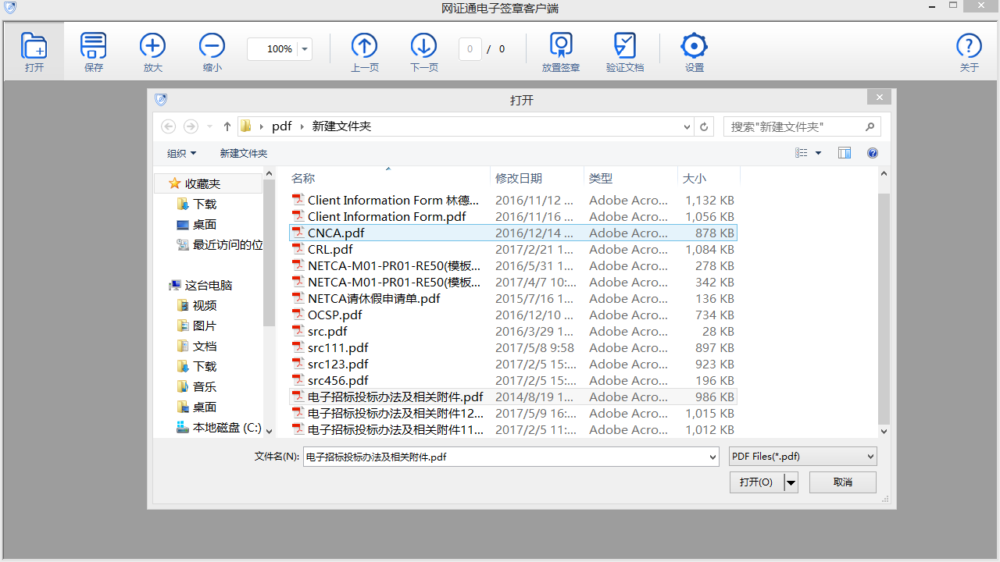 网证通电子签章客户端
打开 保存 放大 缩小 100% 上一页 下一页 0 / 0 放置签章 验证文档 设置 关于
打开
pdf 新建文件夹 搜索"新建文件夹"
组织 新建文件夹
名称 修改日期 类型 大小
收藏夹
下载
桌面
最近访问的位
这台电脑
视频
图片
文档
下载
音乐
桌面
本地磁盘 (C:)
Client Information Form 林德... 2016/11/12 ... Adobe Acro... 1,132 KB
Client Information Form.pdf 2016/11/16 ... Adobe Acro... 1,056 KB
CNCA.pdf 2016/12/14 ... Adobe Acro... 878 KB
CRL.pdf 2017/2/21 1... Adobe Acro... 1,084 KB
NETCA-M01-PR01-RE50(模板... 2016/5/31 1... Adobe Acro... 278 KB
NETCA-M01-PR01-RE50(模板... 2017/4/7 10:... Adobe Acro... 342 KB
NETCA请休假申请单.pdf 2015/7/16 1... Adobe Acro... 136 KB
OCSP.pdf 2016/12/10 ... Adobe Acro... 734 KB
src.pdf 2016/3/29 1... Adobe Acro... 28 KB
src111.pdf 2017/5/8 9:58 Adobe Acro... 897 KB
src123.pdf 2017/2/5 15:... Adobe Acro... 923 KB
src456.pdf 2017/2/5 15:... Adobe Acro... 196 KB
电子招标投标办法及相关附件.pdf 2014/8/19 1... Adobe Acro... 986 KB
电子招标投标办法及相关附件12... 2017/5/9 16:... Adobe Acro... 1,015 KB
电子招标投标办法及相关附件11... 2017/2/5 11:... Adobe Acro... 1,012 KB
文件名(N): 电子招标投标办法及相关附件.pdf PDF Files(*.pdf)
打开(O) 取消